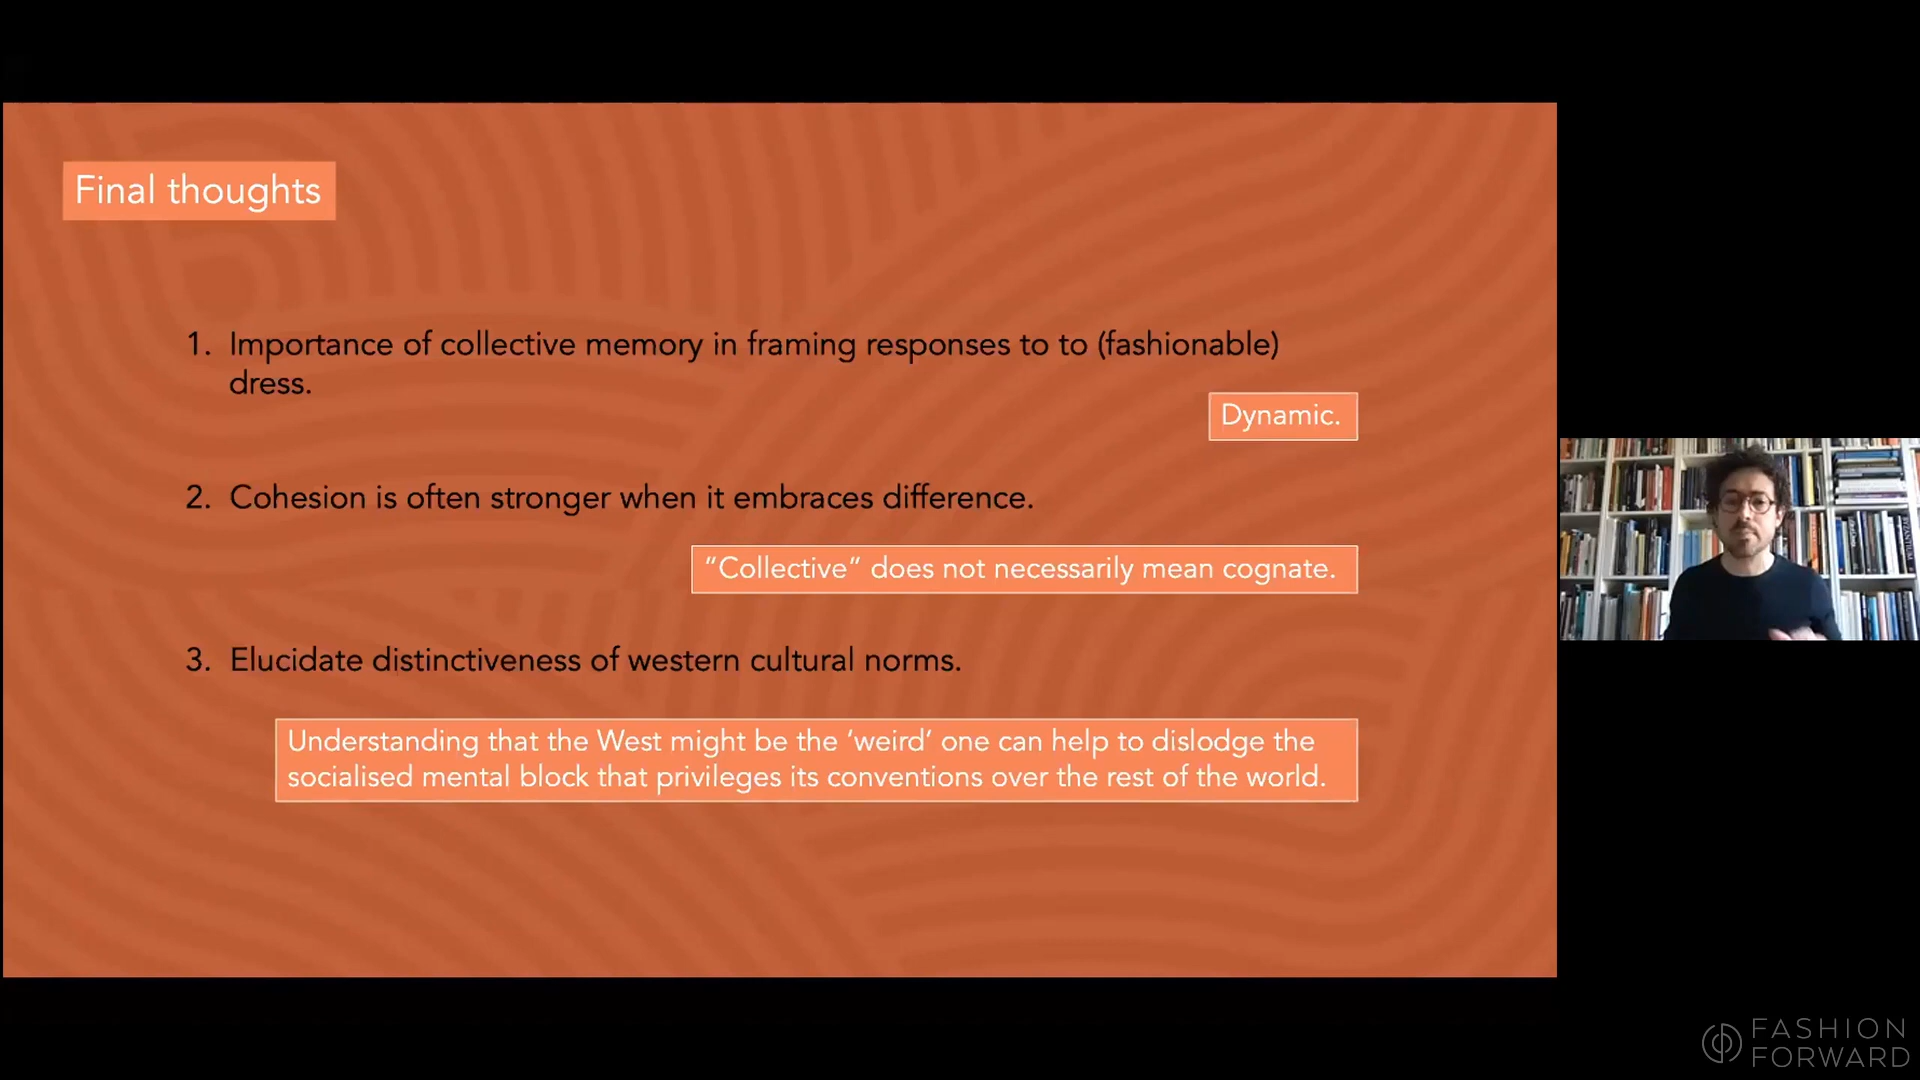 Final thoughts
1. Importance of collective memory in framing responses to to (fashionable)
dress.
Dynamic.
2. Cohesion is often stronger when it embraces difference.
“Collective” does not necessarily mean cognate.
3. Elucidate distinctiveness of western cultural norms.
Understanding that the West might be the ‘weird’ one can help to dislodge the
socialised mental block that privileges its conventions over the rest of the world.
BYZANTIUM
FASHION
FORWARD